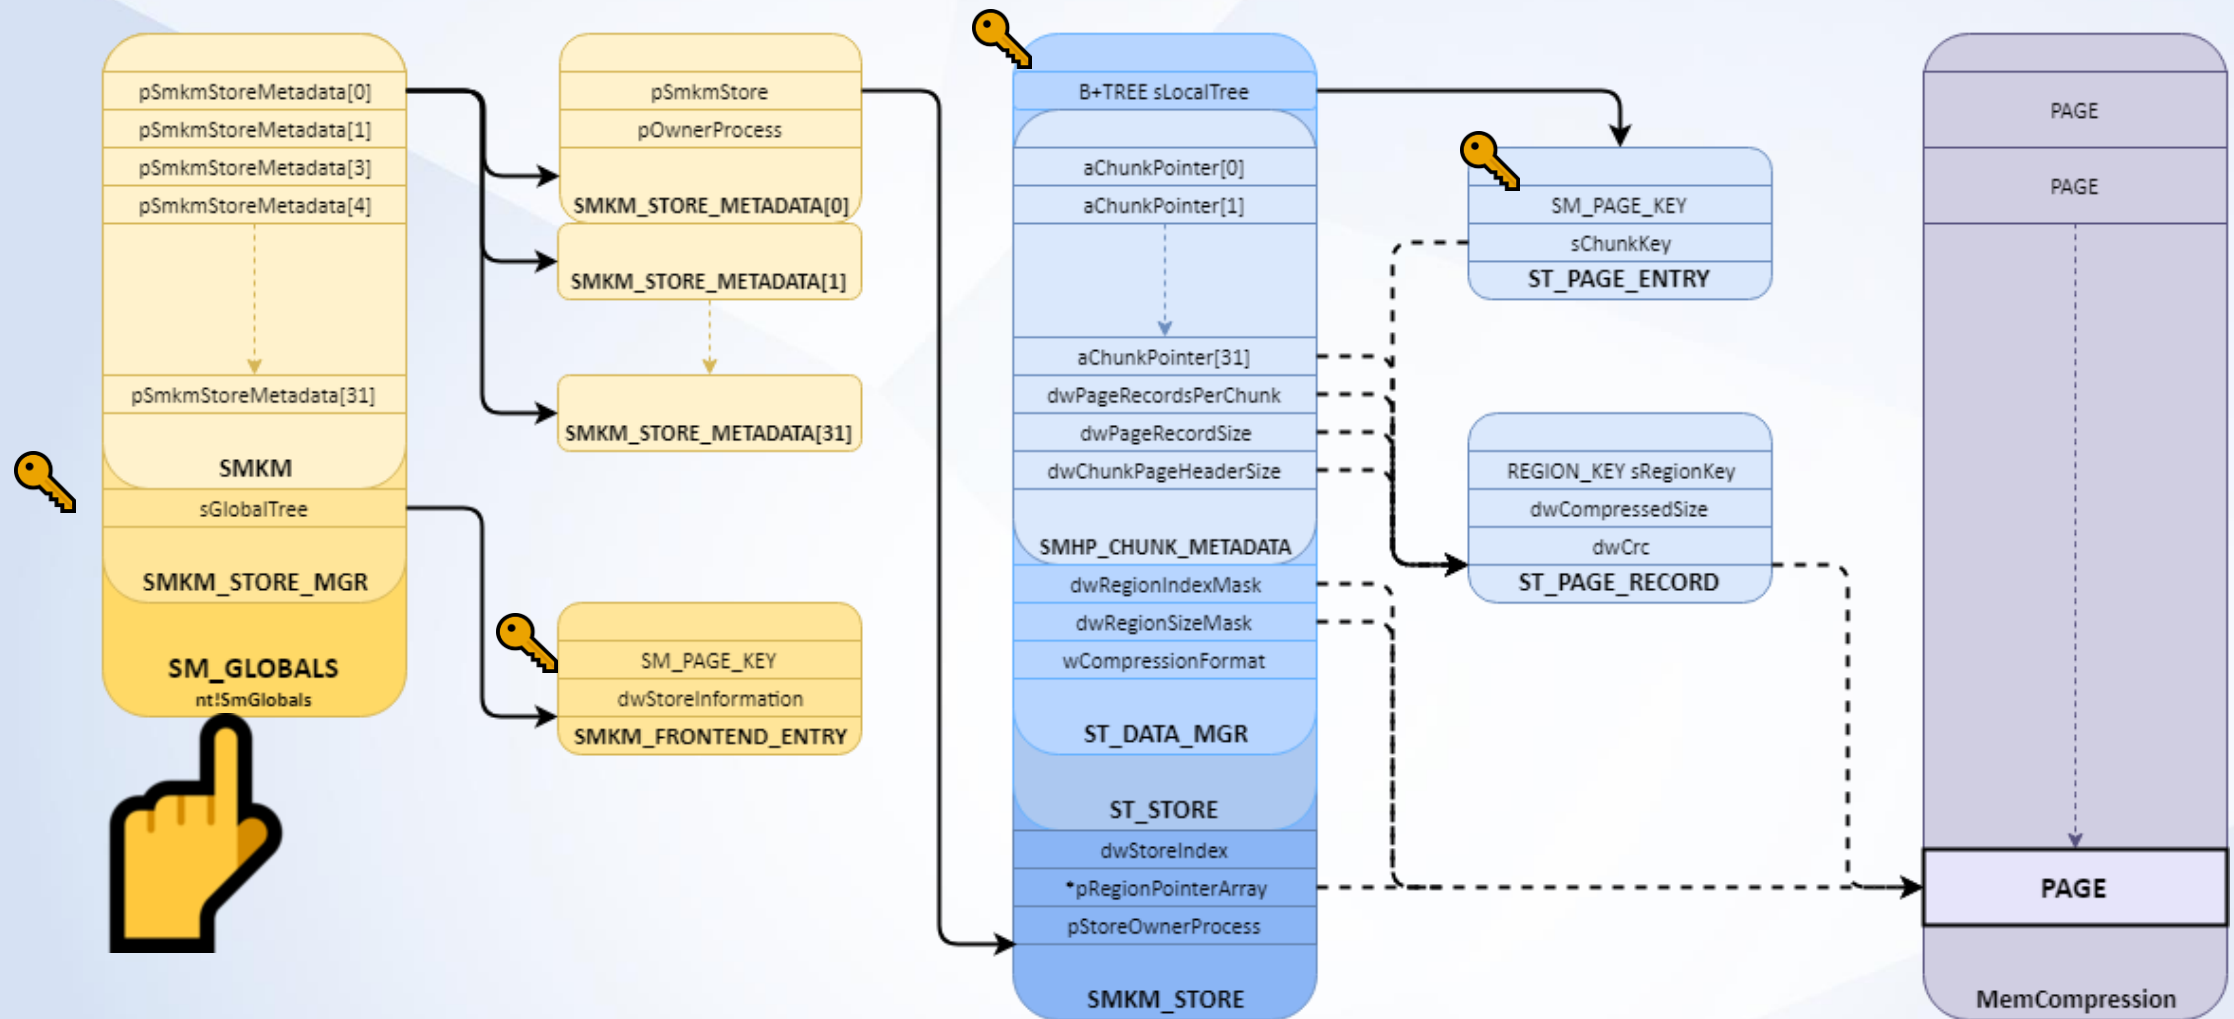 pSmkmStoreMetadata[0]
pSmkmStoreMetadata[1]
pSmkmStoreMetadata[3]
pSmkmStoreMetadata[4]
pSmkmStoreMetadata[31]
SMKM
sGlobalTree
SMKM_STORE_MGR
SM_GLOBALS
nt!SmGlobals
pSmkmStore
pOwnerProcess
SMKM_STORE_METADATA[0]
SMKM_STORE_METADATA[1]
SMKM_STORE_METADATA[31]
SM_PAGE_KEY
dwStoreInformation
SMKM_FRONTEND_ENTRY
B+TREE sLocalTree
aChunkPointer[0]
aChunkPointer[1]
aChunkPointer[31]
dwPageRecordsPerChunk
dwPageRecordSize
dwChunkPageHeaderSize
SMHP_CHUNK_METADATA
dwRegionIndexMask
dwRegionSizeMask
wCompressionFormat
ST_DATA_MGR
ST_STORE
dwStoreIndex
*pRegionPointerArray
pStoreOwnerProcess
SMKM_STORE
SM_PAGE_KEY
sChunkKey
ST_PAGE_ENTRY
REGION_KEY sRegionKey
dwCompressedSize
dwCrc
ST_PAGE_RECORD
PAGE
PAGE
PAGE
MemCompression